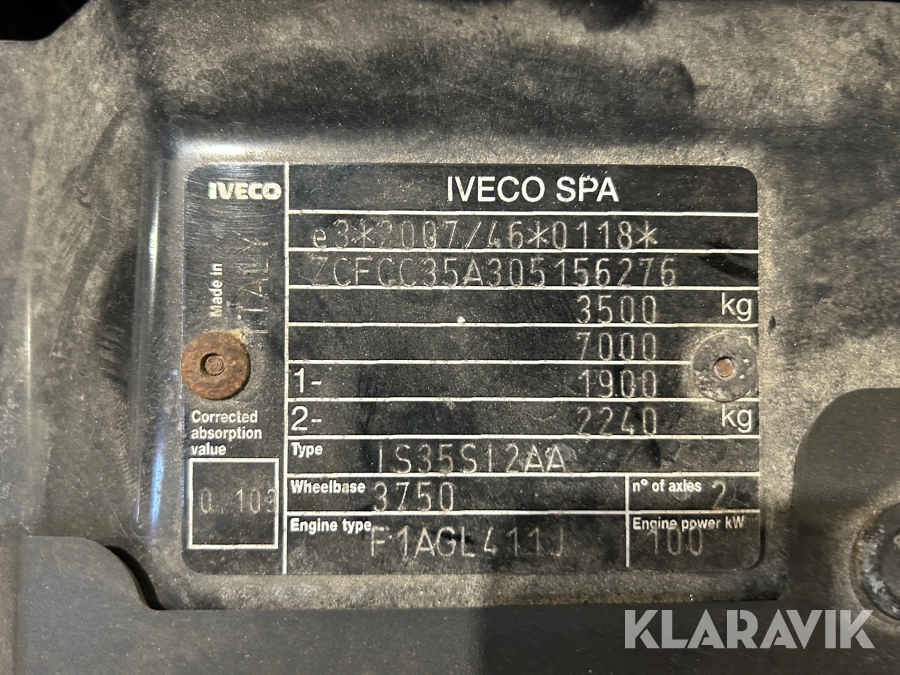 IVECO
IVECO SPA
e3*2007/46*0118*
ZCFCC35A305156276
3500 kg
7000
1- 1900
2- 2240 kg
Type IS35SI2AA
Wheelbase 3750
n° of axles 2
Engine type F1AGL411J
Engine power kW 100
Made in ITALY
Corrected
absorption
value
0.103
KLARAVIK